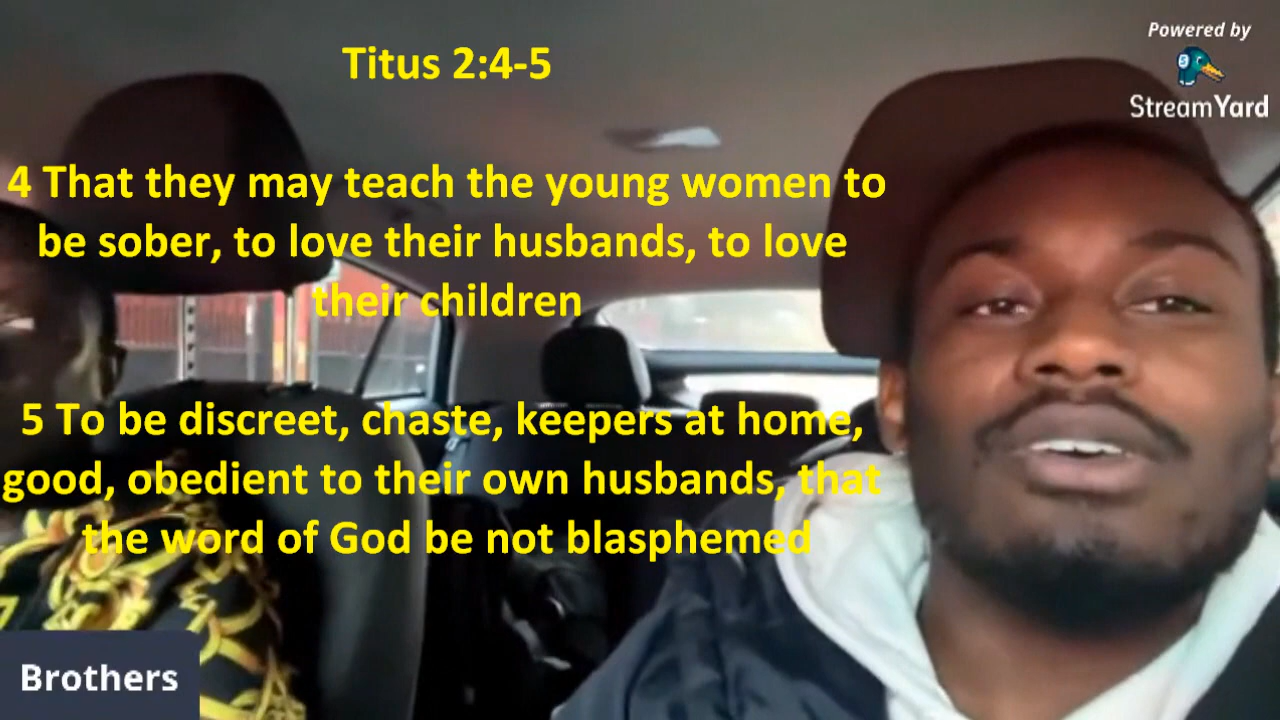 Titus 2:4-5
Powered by
StreamYard
4 That they may teach the young women to
be sober, to love their husbands, to love
their children
5 To be discreet, chaste, keepers at home,
good, obedient to their own husbands, that
the word of God be not blasphemed
Brothers